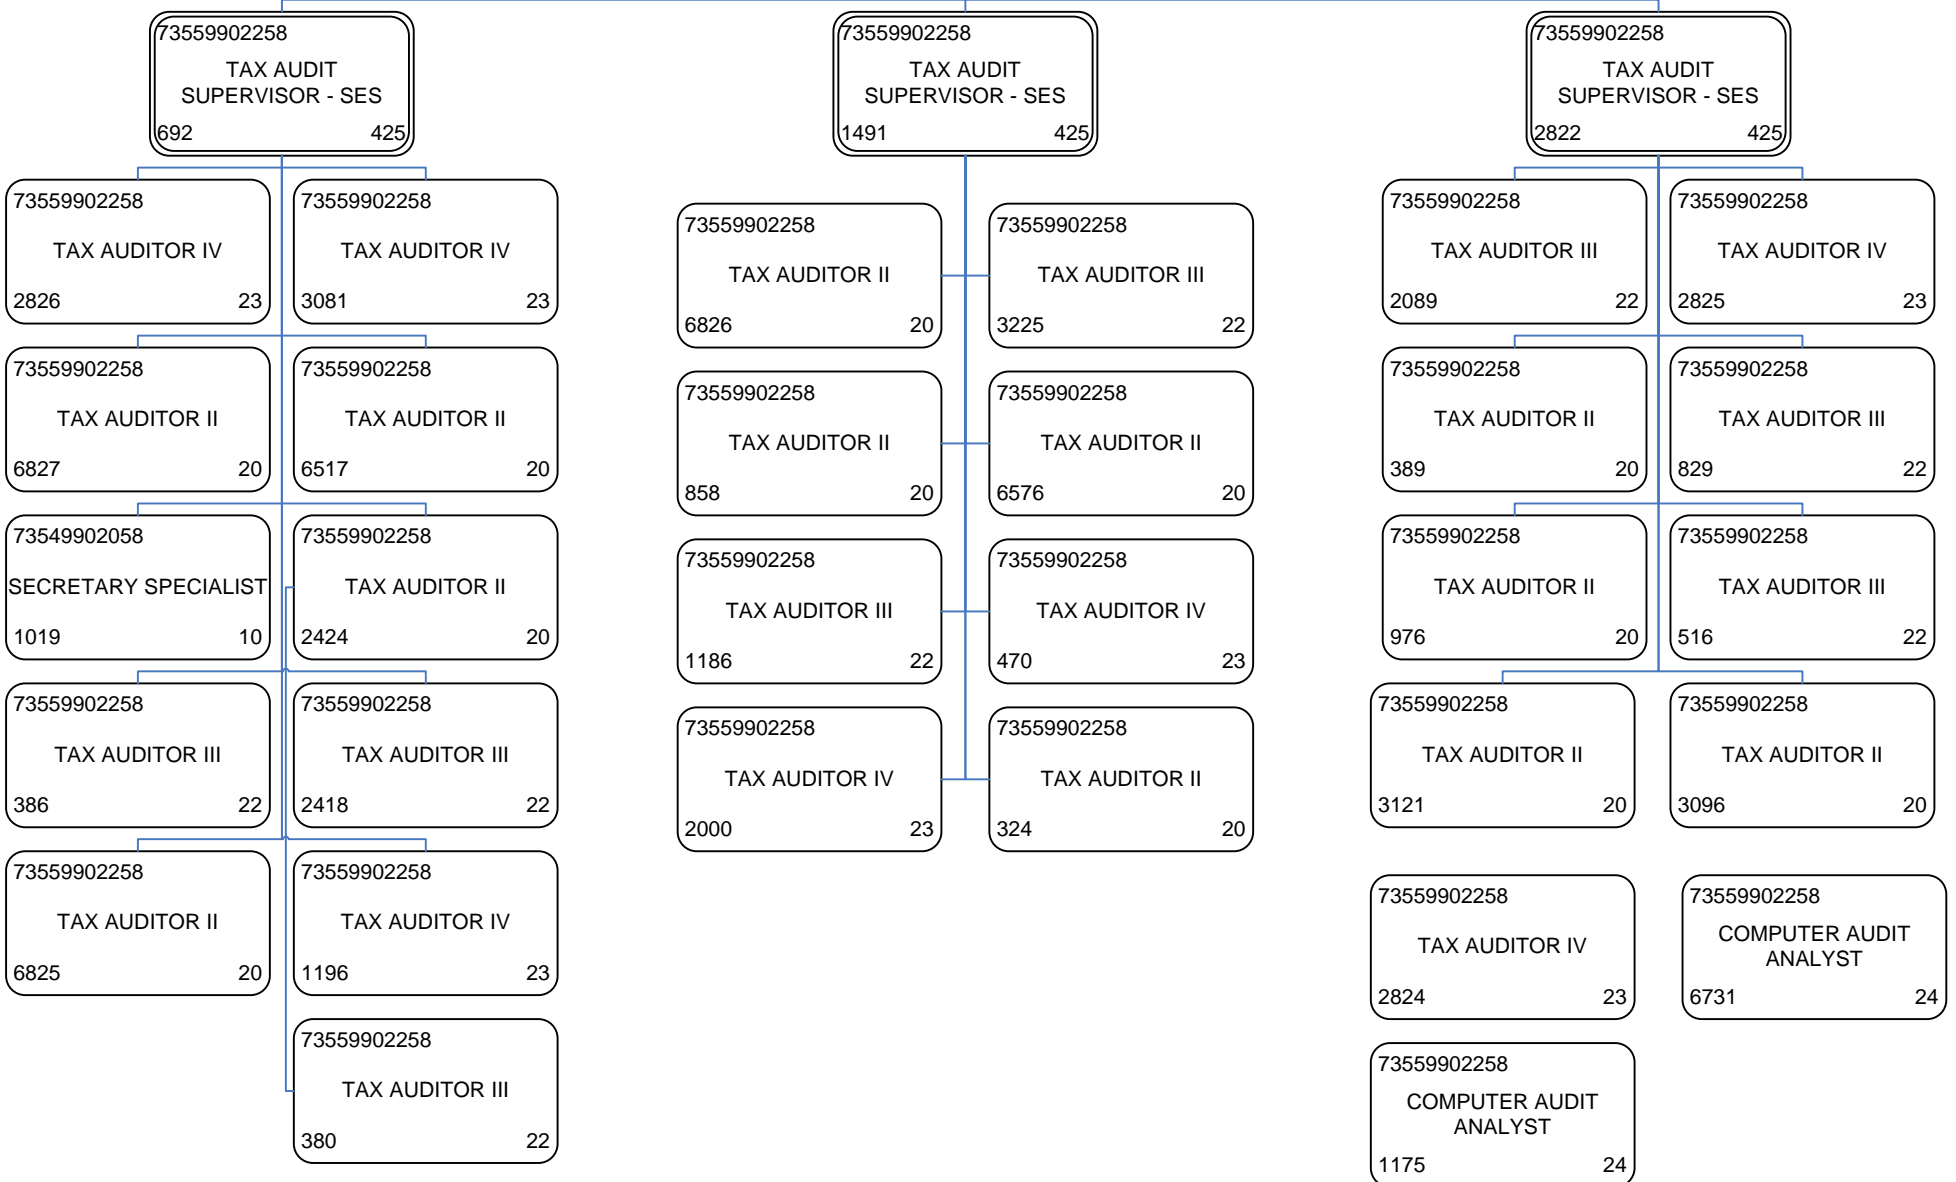 73559902258
TAX AUDIT
SUPERVISOR - SES
692 425
73559902258
TAX AUDITOR IV
2826 23
73559902258
TAX AUDITOR IV
3081 23
73559902258
TAX AUDITOR II
6827 20
73559902258
TAX AUDITOR II
6517 20
73549902058
SECRETARY SPECIALIST
1019 10
73559902258
TAX AUDITOR II
2424 20
73559902258
TAX AUDITOR III
386 22
73559902258
TAX AUDITOR III
2418 22
73559902258
TAX AUDITOR II
6825 20
73559902258
TAX AUDITOR IV
1196 23
73559902258
TAX AUDITOR III
380 22
73559902258
TAX AUDIT
SUPERVISOR - SES
1491 425
73559902258
TAX AUDITOR II
6826 20
73559902258
TAX AUDITOR III
3225 22
73559902258
TAX AUDITOR II
858 20
73559902258
TAX AUDITOR II
6576 20
73559902258
TAX AUDITOR III
1186 22
73559902258
TAX AUDITOR IV
470 23
73559902258
TAX AUDITOR IV
2000 23
73559902258
TAX AUDITOR II
324 20
73559902258
TAX AUDIT
SUPERVISOR - SES
2822 425
73559902258
TAX AUDITOR III
2089 22
73559902258
TAX AUDITOR IV
2825 23
73559902258
TAX AUDITOR II
389 20
73559902258
TAX AUDITOR III
829 22
73559902258
TAX AUDITOR II
976 20
73559902258
TAX AUDITOR III
516 22
73559902258
TAX AUDITOR II
3121 20
73559902258
TAX AUDITOR II
3096 20
73559902258
TAX AUDITOR IV
2824 23
73559902258
COMPUTER AUDIT
ANALYST
6731 24
73559902258
COMPUTER AUDIT
ANALYST
1175 24